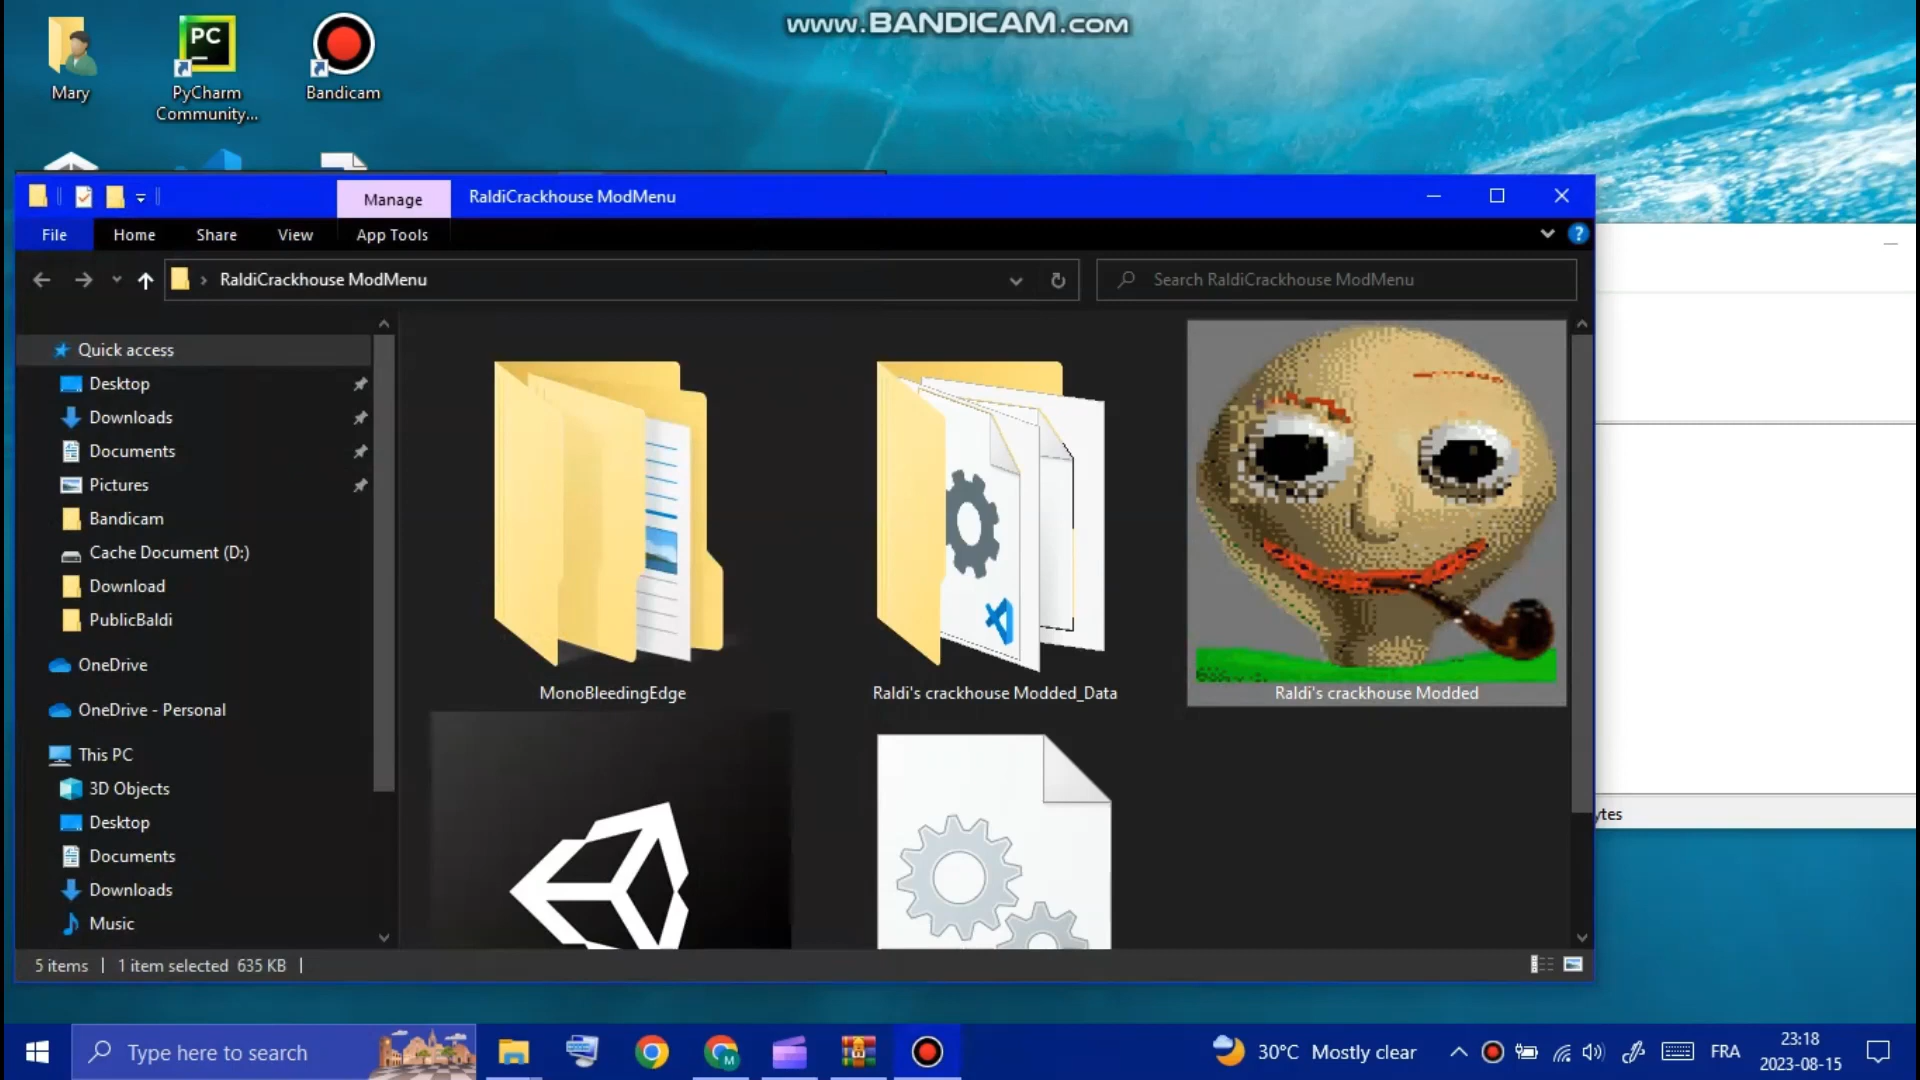 www.BANDICAM.com
Mary
PC
PyCharm
Community...
Bandicam
Manage
RaldiCrackhouse ModMenu
File
Home
Share
View
App Tools
RaldiCrackhouse ModMenu
Search RaldiCrackhouse ModMenu
Quick access
Desktop
Downloads
Documents
Pictures
Bandicam
Cache Document (D:)
Download
PublicBaldi
OneDrive
OneDrive - Personal
This PC
3D Objects
Desktop
Documents
Downloads
Music
MonoBleedingEdge
Raldi's crackhouse Modded_Data
Raldi's crackhouse Modded
5 items
1 item selected 635 KB
ytes
Type here to search
M
30°C Mostly clear
FRA
23:18
2023-08-15